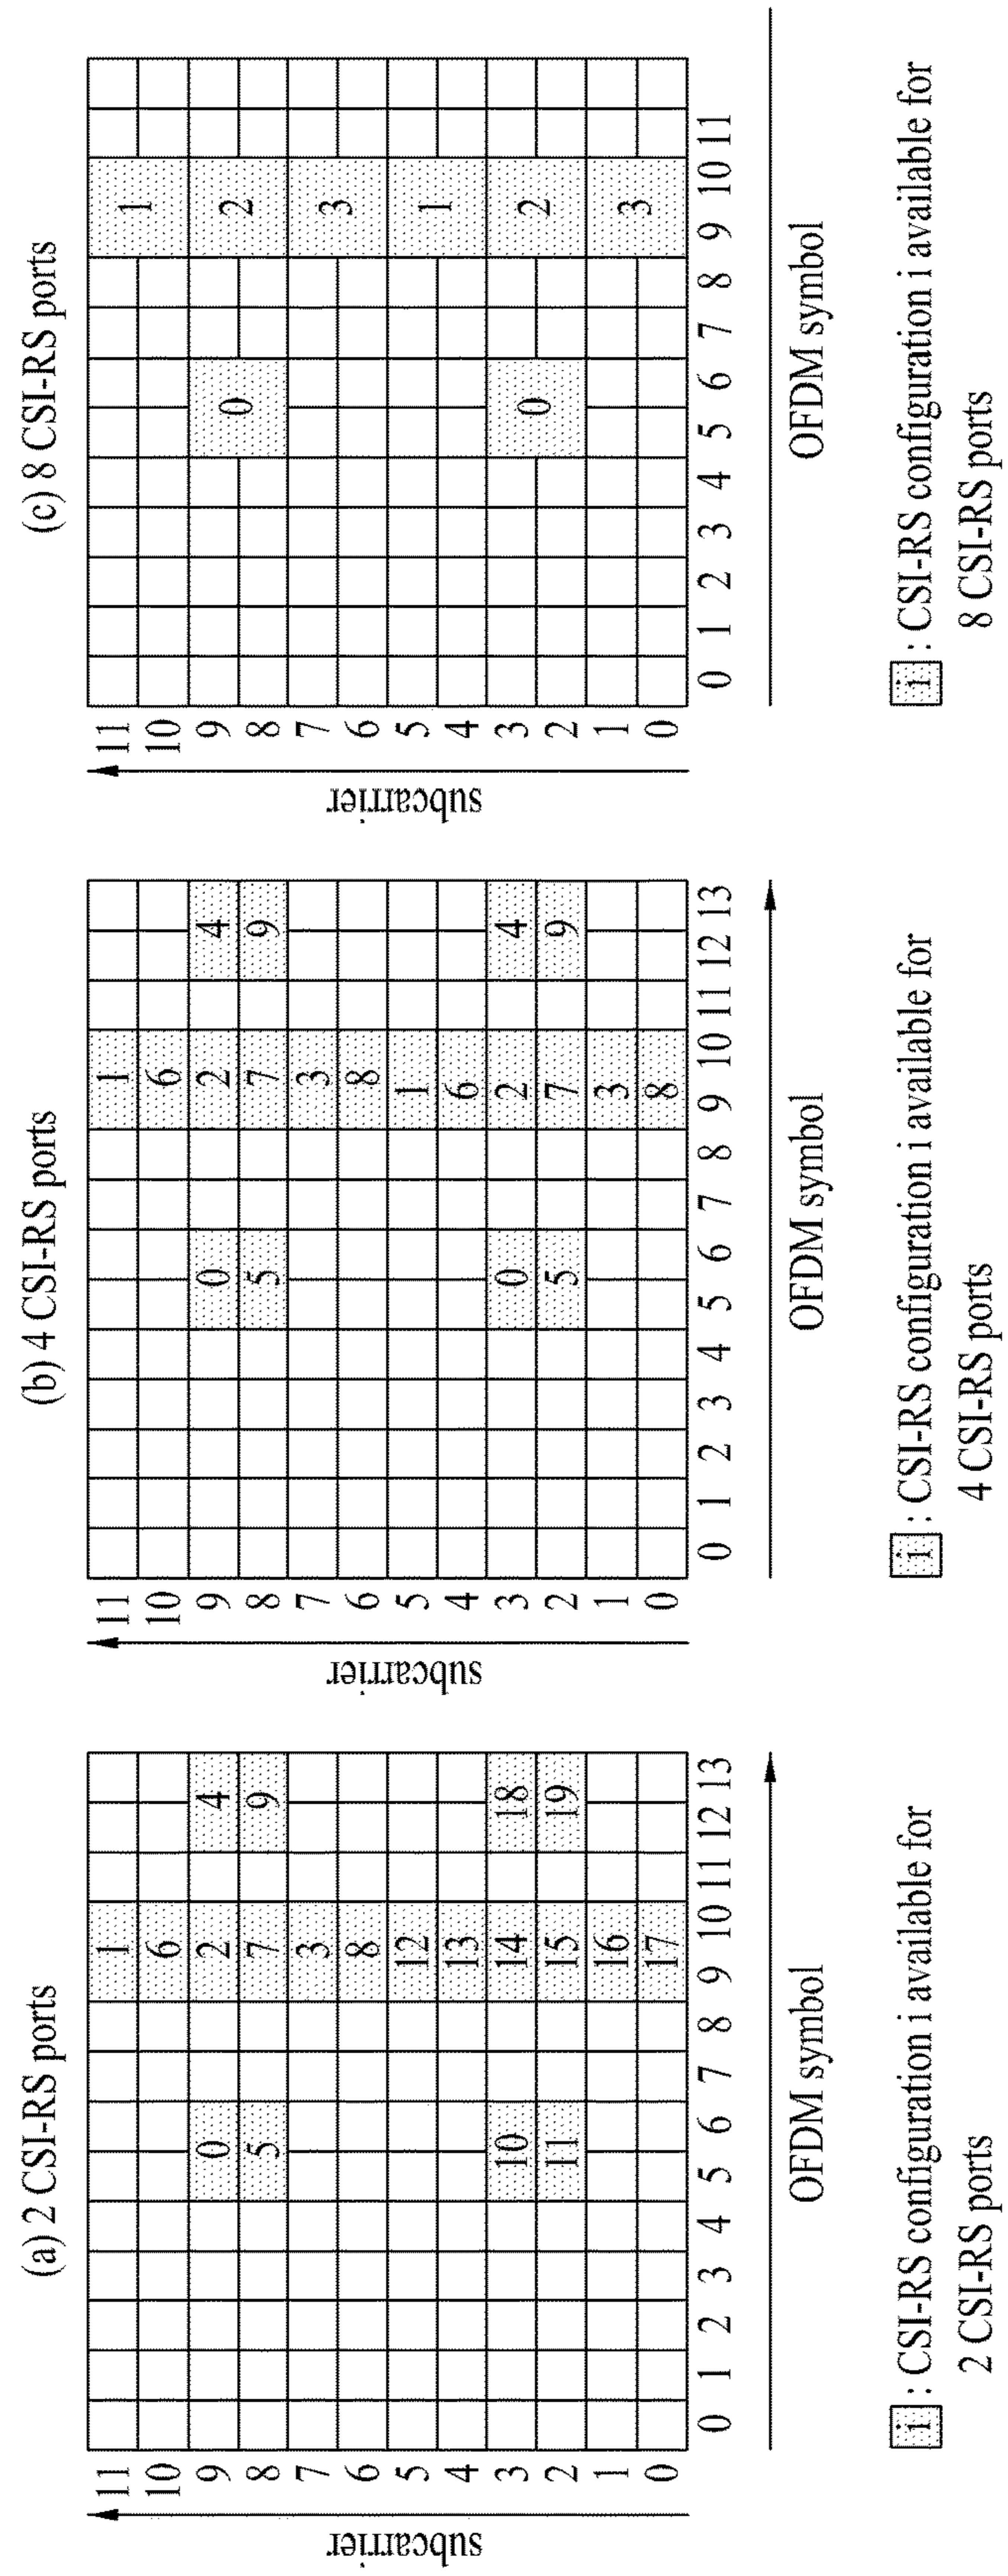 (a) 2 CSI-RS ports
subcarrier
11 1
10 6
9 0 2 4
8 5 7 9
7 3
6 8
5 12
4 13
3 10 14 18
2 11 15 19
1 16
0 17
0 1 2 3 4 5 6 7 8 9 10 11 12 13
OFDM symbol
i : CSI-RS configuration i available for
2 CSI-RS ports
(b) 4 CSI-RS ports
subcarrier
11 1
10 6
9 0 2 4
8 5 7 9
7 3
6 8
5 1
4 6
3 0 2 4
2 5 7 9
1 3
0 8
0 1 2 3 4 5 6 7 8 9 10 11 12 13
OFDM symbol
i : CSI-RS configuration i available for
4 CSI-RS ports
(c) 8 CSI-RS ports
subcarrier
11
1
10
9
0 2
8
7
3
6
5
1
4
3
0 2
2
1
3
0
0 1 2 3 4 5 6 7 8 9 10 11
OFDM symbol
i : CSI-RS configuration i available for
8 CSI-RS ports